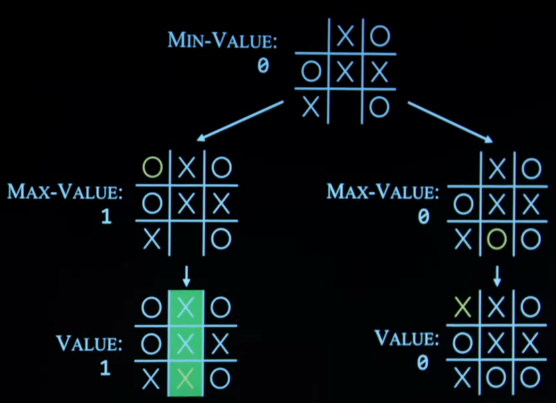 MIN-VALUE:
0
X O
O X X
X O
MAX-VALUE:
1
O X O
O X X
X O
MAX-VALUE:
0
X O
O X X
X O O
VALUE:
1
O X O
O X X
X X O
VALUE:
0
X X O
O X X
X O O